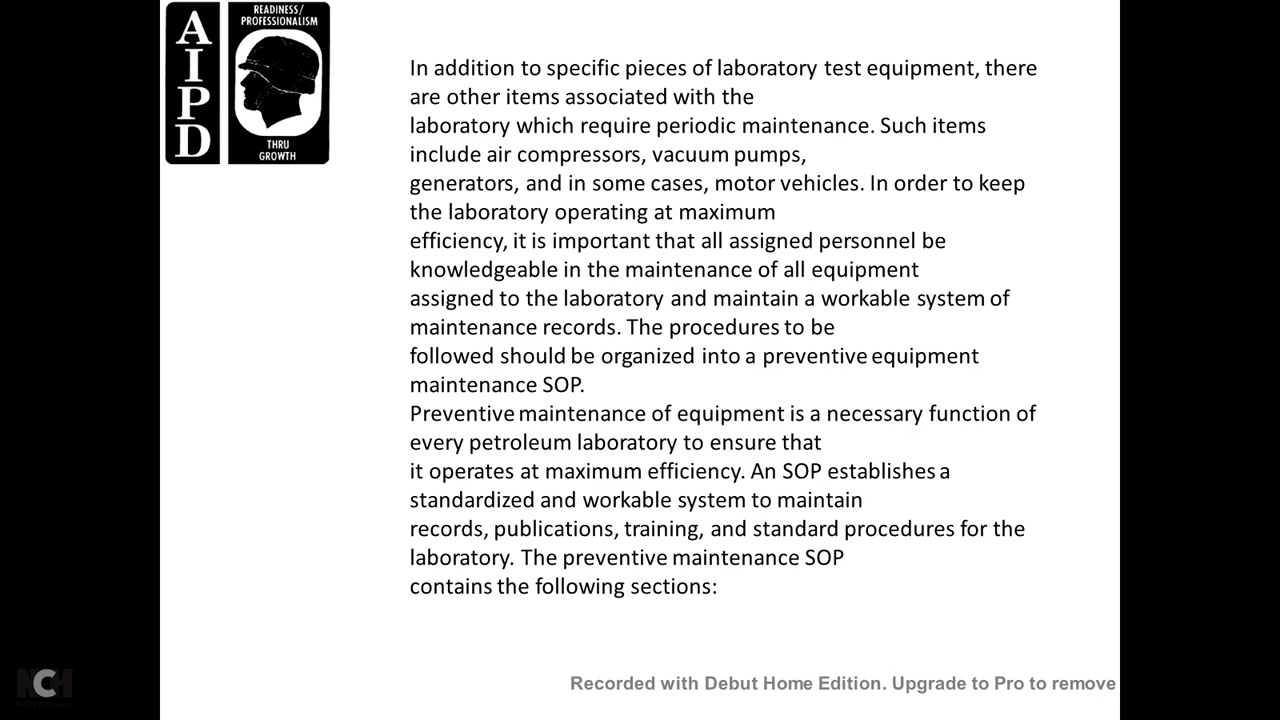 AIPD
READINESS/
PROFESSIONALISM
THRU
GROWTH
In addition to specific pieces of laboratory test equipment, there
are other items associated with the
laboratory which require periodic maintenance. Such items
include air compressors, vacuum pumps,
generators, and in some cases, motor vehicles. In order to keep
the laboratory operating at maximum
efficiency, it is important that all assigned personnel be
knowledgeable in the maintenance of all equipment
assigned to the laboratory and maintain a workable system of
maintenance records. The procedures to be
followed should be organized into a preventive equipment
maintenance SOP.
Preventive maintenance of equipment is a necessary function of
every petroleum laboratory to ensure that
it operates at maximum efficiency. An SOP establishes a
standardized and workable system to maintain
records, publications, training, and standard procedures for the
laboratory. The preventive maintenance SOP
contains the following sections:
NCH
Recorded with Debut Home Edition. Upgrade to Pro to remove